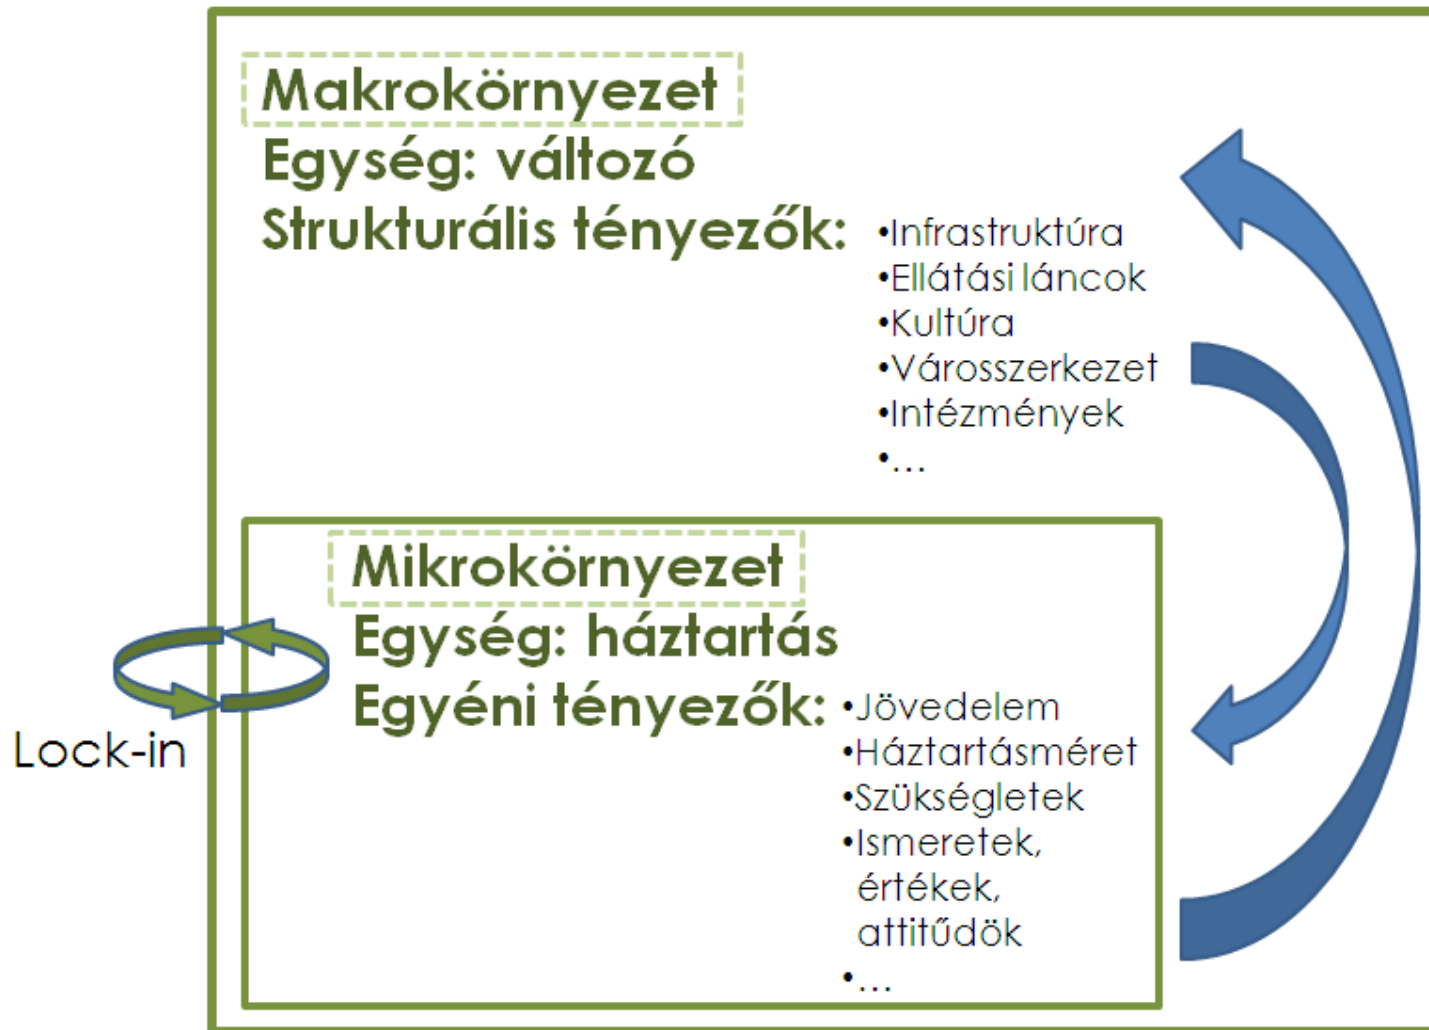 Makrokörnyezet
Egység: változó
Strukturális tényezők:
•Infrastruktúra
•Ellátási láncok
•Kultúra
•Városszerkezet
•Intézmények
•...
Mikrokörnyezet
Egység: háztartás
Egyéni tényezők:
•Jövedelem
•Háztartásméret
•Szükségletek
•Ismeretek,
értékek,
attitűdök
•...
Lock-in